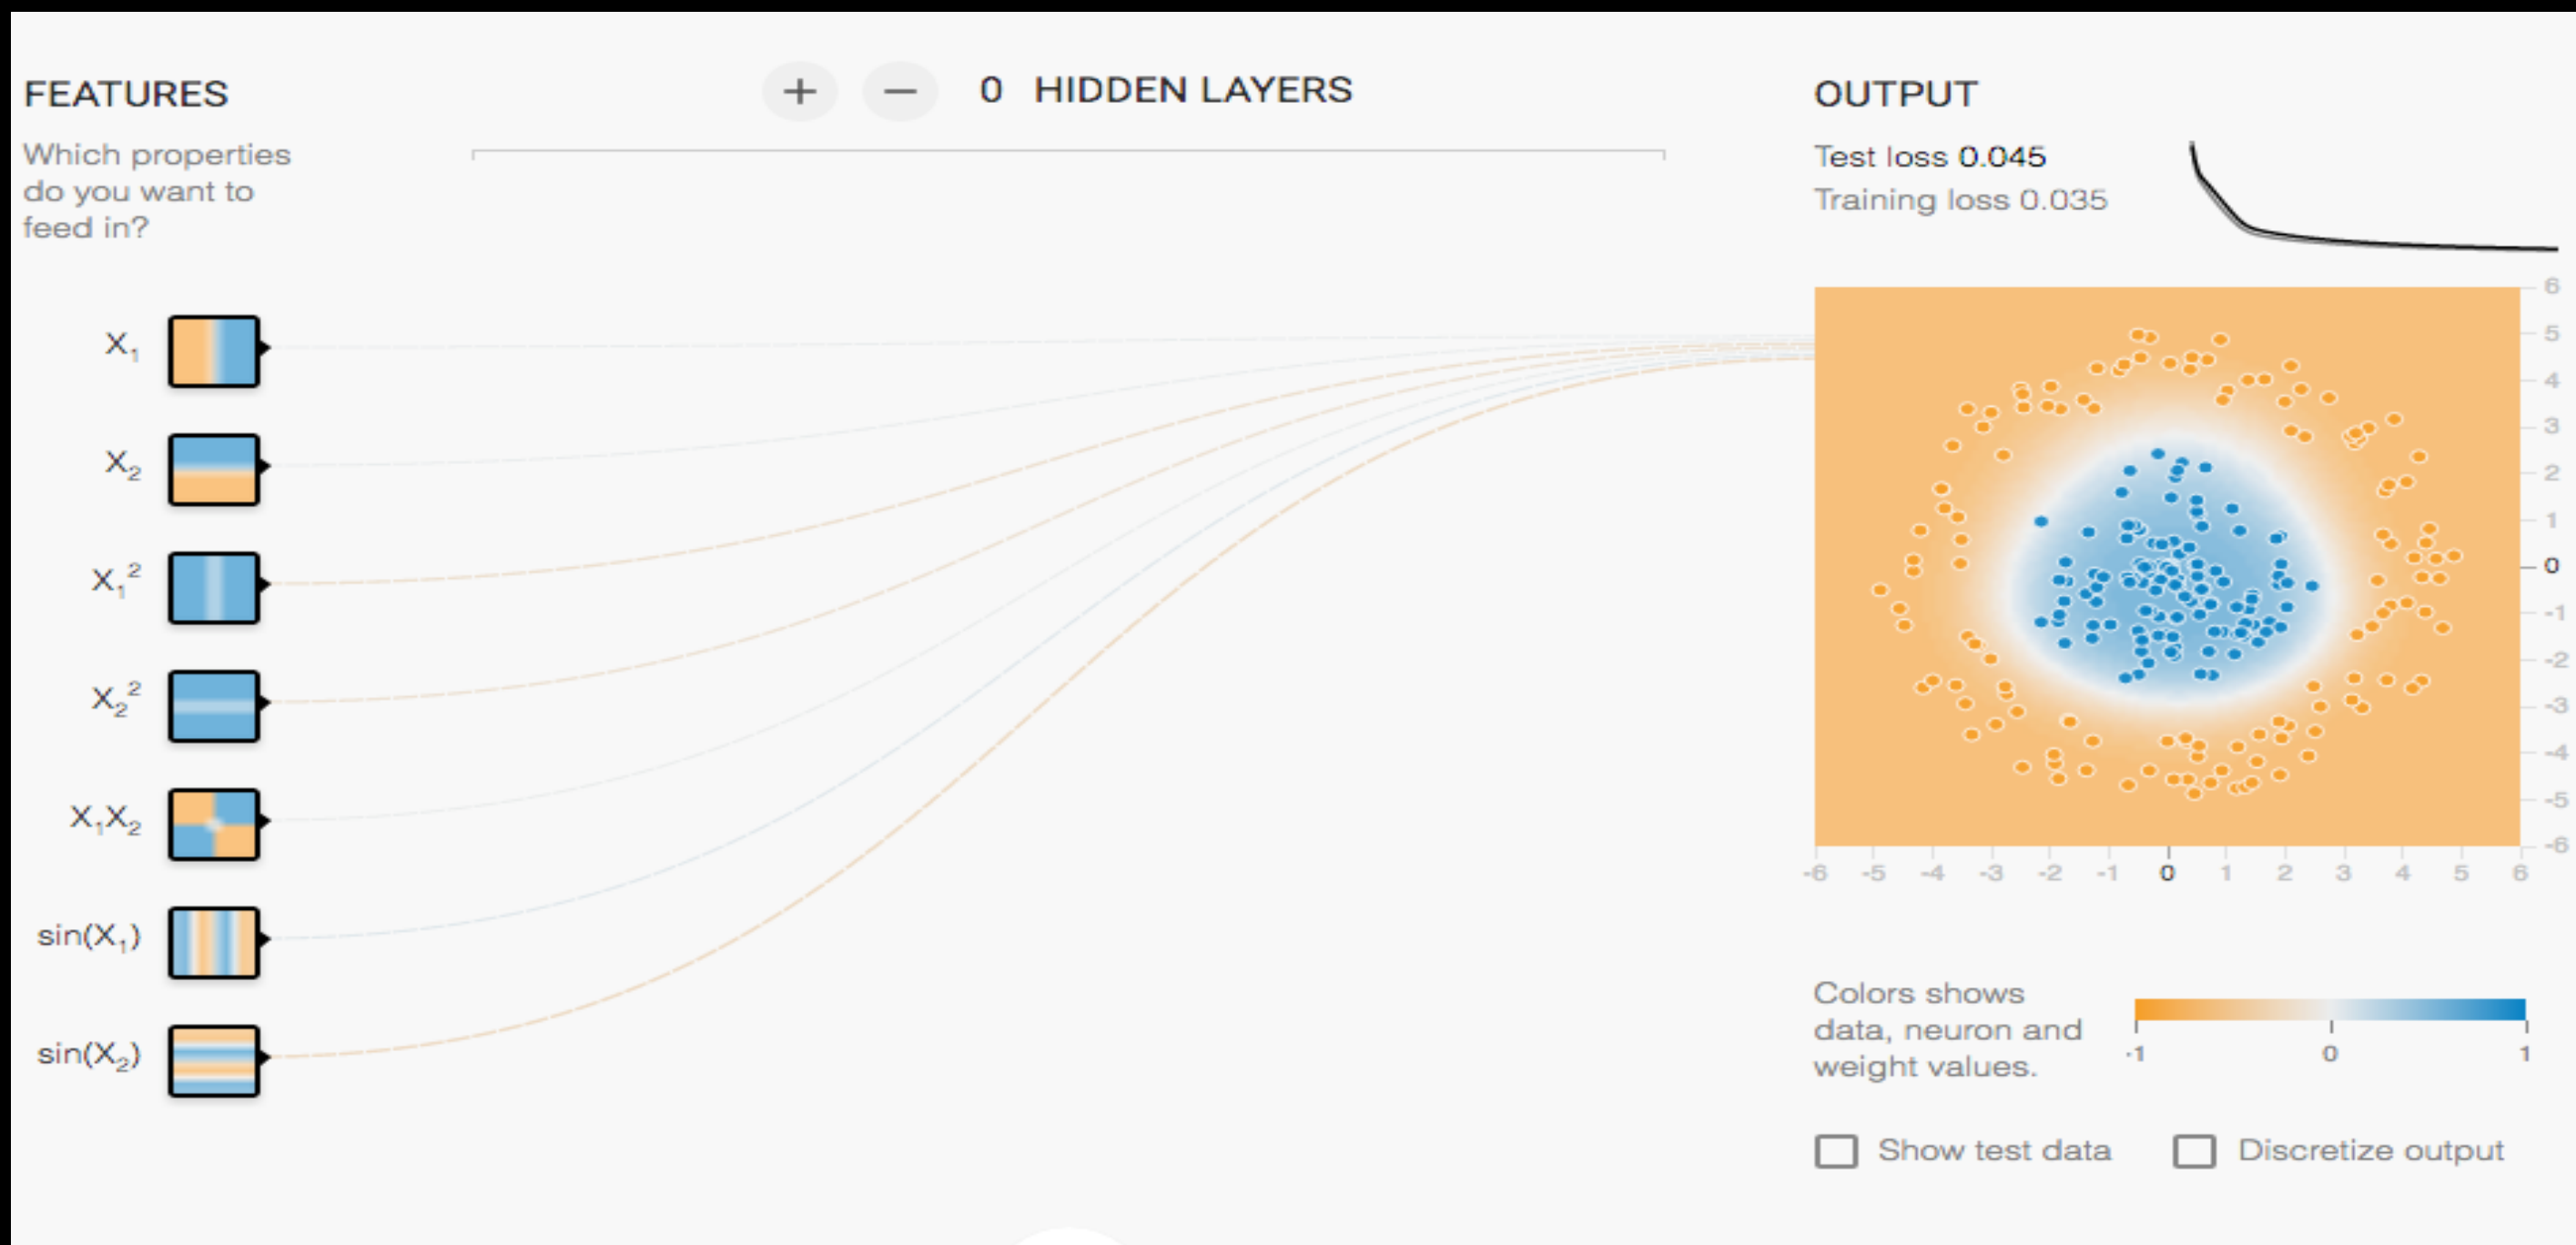 FEATURES
Which properties
do you want to
feed in?
+ − 0 HIDDEN LAYERS
X₁
X₂
X₁²
X₂²
X₁X₂
sin(X₁)
sin(X₂)
OUTPUT
Test loss 0.045
Training loss 0.035
6
5
4
3
2
1
0
-1
-2
-3
-4
-5
-6
-6 -5 -4 -3 -2 -1 0 1 2 3 4 5 6
Colors shows
data, neuron and
weight values.
-1 0 1
Show test data
Discretize output